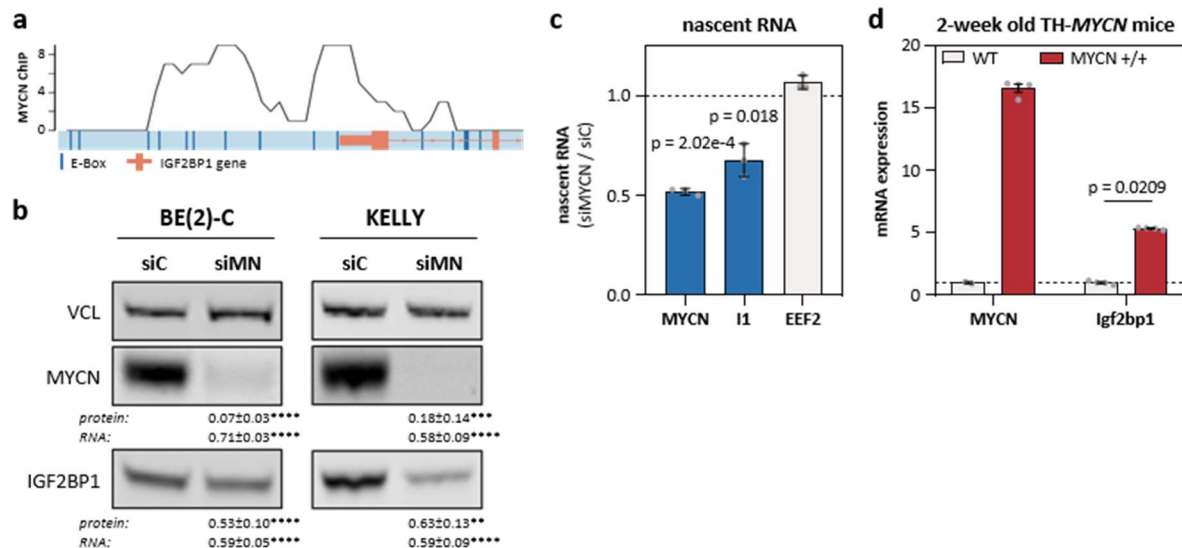 a
MYCN ChIP
8
4
0
E-Box
IGF2BP1 gene
b
BE(2)-C
KELLY
siC
siMN
siC
siMN
VCL
MYCN
protein:
0.07±0.03****
0.18±0.14***
RNA:
0.71±0.03****
0.58±0.09****
IGF2BP1
protein:
0.53±0.10****
0.63±0.13**
RNA:
0.59±0.05****
0.59±0.09****
c
nascent RNA
nascent RNA
(siMYCN / siC)
1.0
0.5
0.0
p = 2.02e-4
p = 0.018
MYCN
I1
EEF2
d
2-week old TH-MYCN mice
mRNA expression
20
15
10
5
0
WT
MYCN +/+
p = 0.0209
MYCN
Igf2bp1